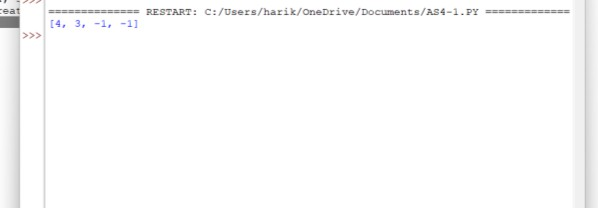 >>>
============== RESTART: C:/Users/harik/OneDrive/Documents/AS4-1.PY =============
[4, 3, -1, -1]
>>>